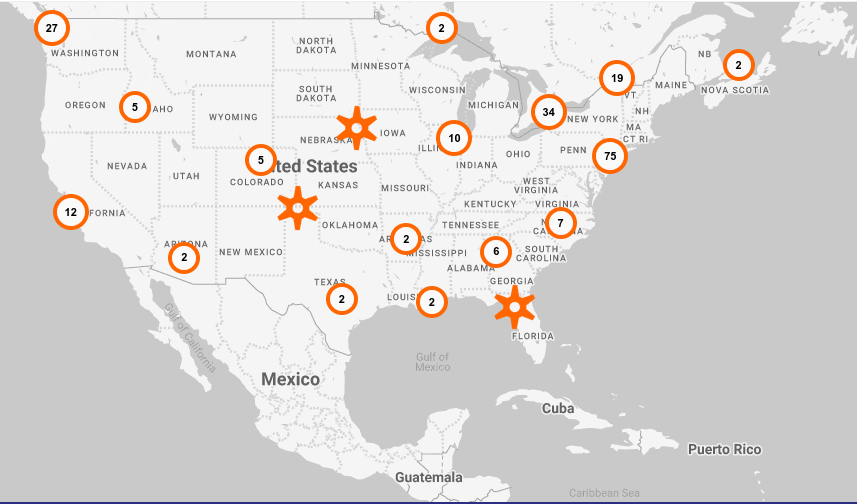 27
WASHINGTON
MONTANA
NORTH
DAKOTA
MINNESOTA
2
19
NB
2
NOVA SCOTIA
MAINE
VT
NH
OREGON
5
AHO
WYOMING
SOUTH
DAKOTA
WISCONSIN
MICHIGAN
34
NEW YORK
MA
CT RI
NEBRASKA
IOWA
ILLI
10
INDIANA
OHIO
PENN
75
NEVADA
UTAH
5
COLORADO
ted States
KANSAS
MISSOURI
WEST
VIRGINIA
VIRGINIA
KENTUCKY
12
FORNIA
ARIZONA
2
NEW MEXICO
OKLAHOMA
AR
AS
2
TENNESSEE
N
CA
NA
7
MISSISSIPPI
6
SOUTH
CAROLINA
ALABAMA
GEORGIA
TEXAS
2
LOUIS
2
FLORIDA
Gulf of California
Gulf of
Mexico
Mexico
Cuba
Puerto Rico
Guatemala
Caribbean Sea